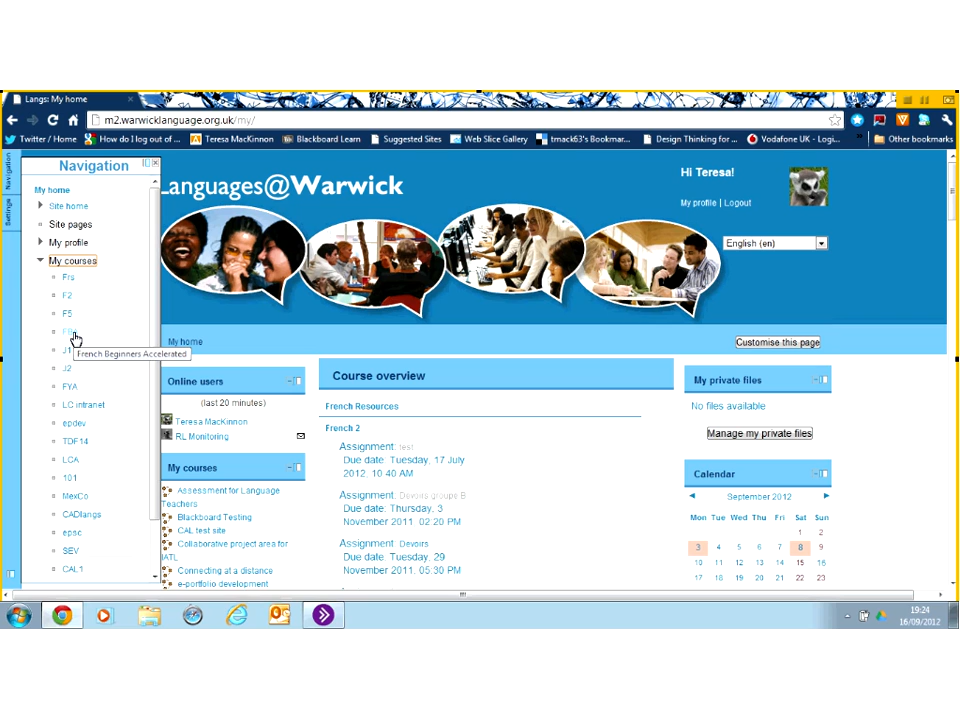 Langs: My home
m2.warwicklanguage.org.uk/my/
Twitter / Home
How do I log out of ...
Teresa MacKinnon
Blackboard Learn
Suggested Sites
Web Slice Gallery
tmack63's Bookmar...
Design Thinking for ...
Vodafone UK - Logi...
Other bookmarks
Navigation
Settings
Navigation
My home
Site home
Site pages
My profile
My courses
Frs
F2
F5
French Beginners Accelerated
J2
FYA
LC intranet
epdev
TDF14
LCA
101
MexCo
CADlangs
epsc
SEV
CAL1
Languages@Warwick
Hi Teresa!
My profile | Logout
English (en)
My home
Customise this page
Online users
(last 20 minutes)
Teresa MacKinnon
RL Monitoring
My courses
Assessment for Language
Teachers
Blackboard Testing
CAL test site
Collaborative project area for
IATL
Connecting at a distance
e-portfolio development
Course overview
French Resources
French 2
Assignment: test
Due date: Tuesday, 17 July
2012, 10:40 AM
Assignment: Devoirs groupe B
Due date: Thursday, 3
November 2011, 02:20 PM
Assignment: Devoirs
Due date: Tuesday, 29
November 2011, 05:30 PM
My private files
No files available
Manage my private files
Calendar
September 2012
Mon Tue Wed Thu Fri Sat Sun
1 2
3 4 5 6 7 8 9
10 11 12 13 14 15 16
17 18 19 20 21 22 23
19:24
16/09/2012